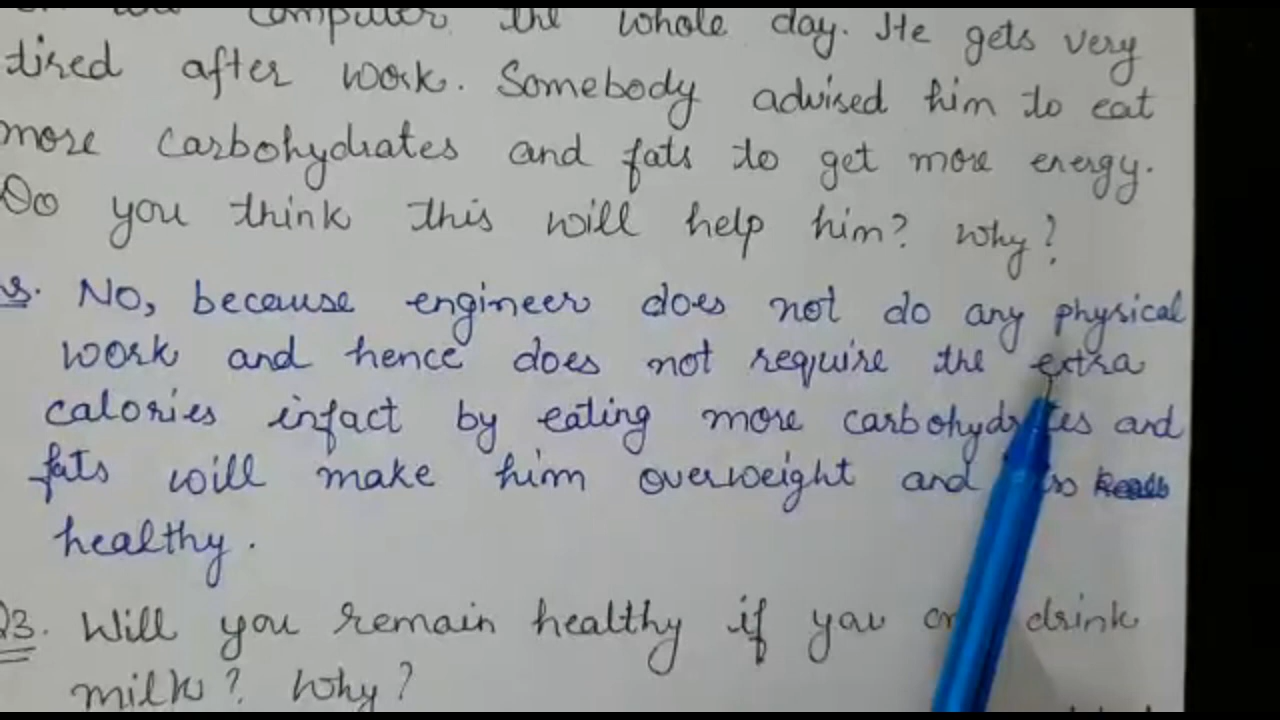 computer the whole day. He gets very
tired after work. Somebody advised him to eat
more carbohydrates and fats to get more energy.
Do you think this will help him? Why?
s. No, because engineer does not do any physical
work and hence does not require the extra
calories infact by eating more carbohydrates and
fats will make him overweight and
healthy.
Q3. Will you remain healthy if you drink
milk? Why?